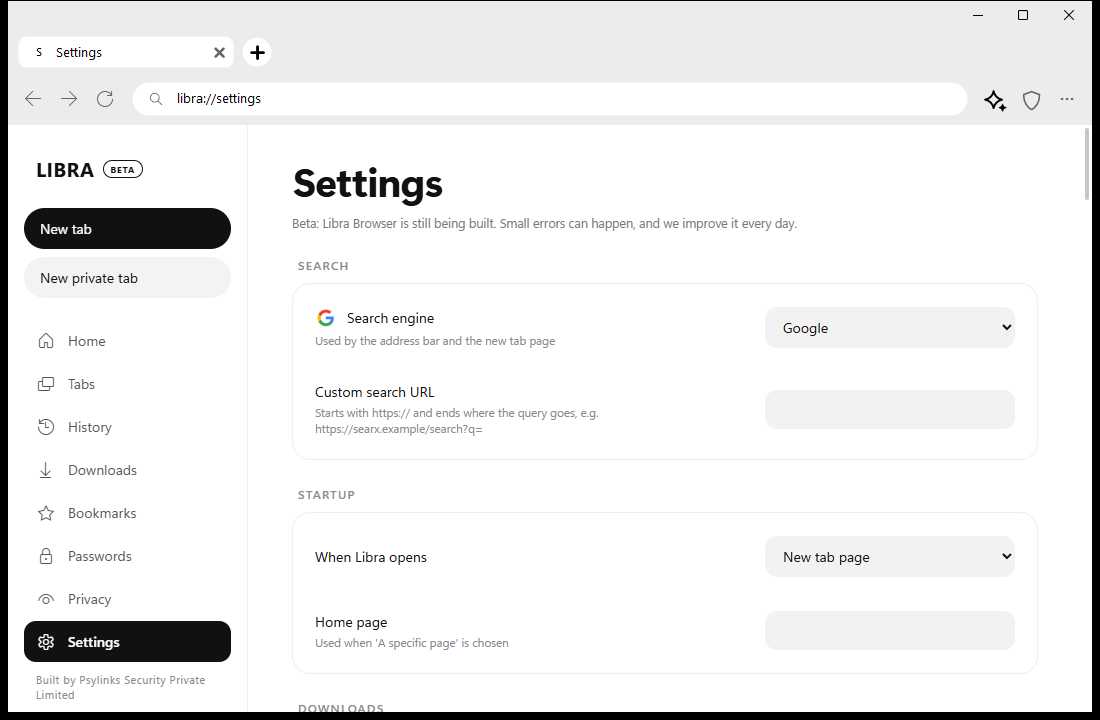 S Settings
libra://settings
LIBRA BETA
New tab
New private tab
Home
Tabs
History
Downloads
Bookmarks
Passwords
Privacy
Settings
Built by Psylinks Security Private
Limited
Settings
Beta: Libra Browser is still being built. Small errors can happen, and we improve it every day.
SEARCH
Search engine
Used by the address bar and the new tab page
Google
Custom search URL
Starts with https:// and ends where the query goes, e.g.
https://searx.example/search?q=
STARTUP
When Libra opens
New tab page
Home page
Used when 'A specific page' is chosen
DOWNLOADS